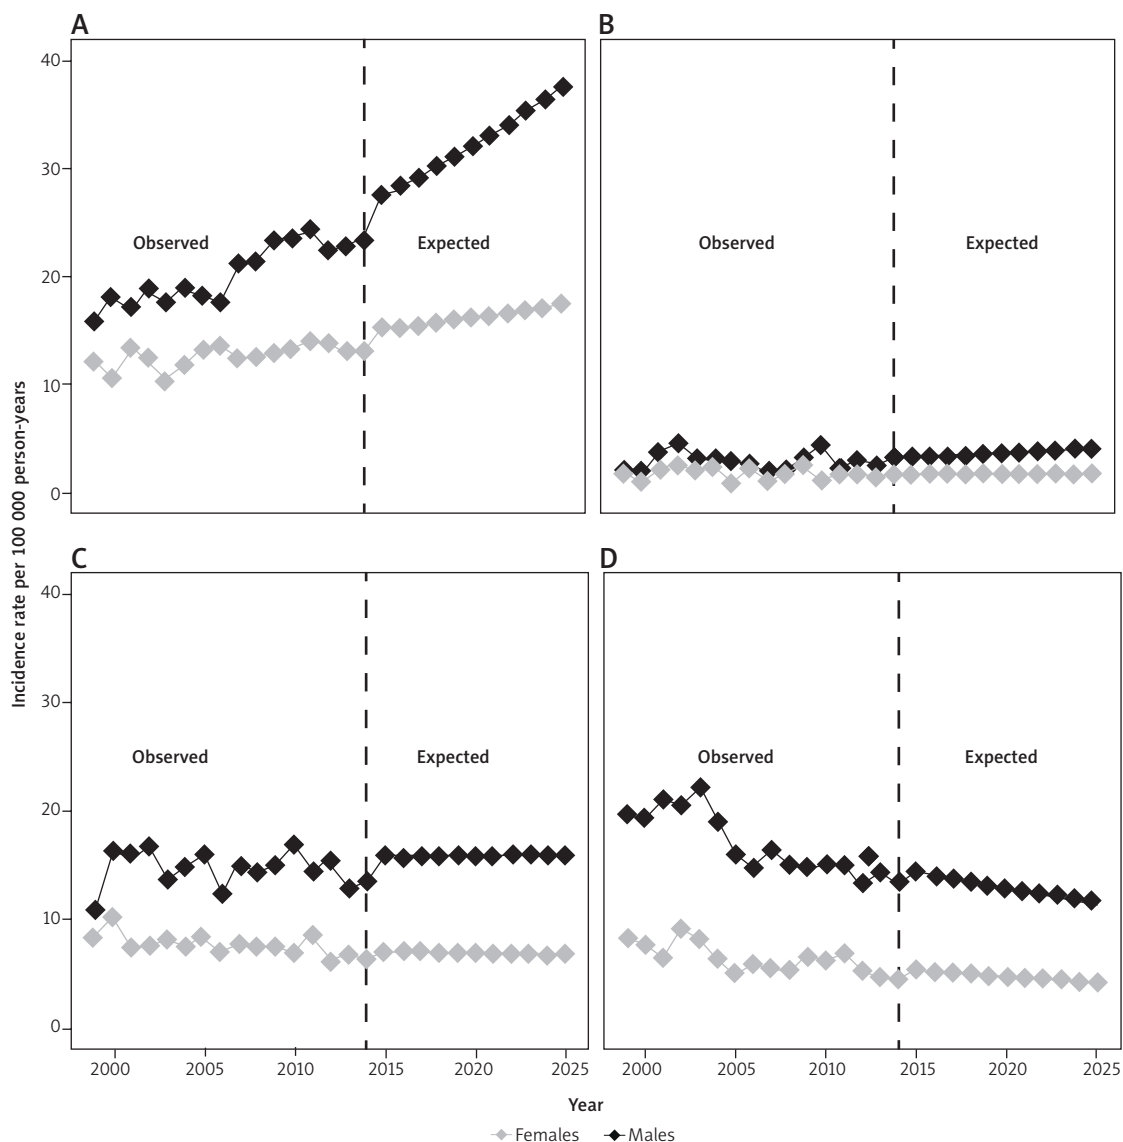 A
B
40
30
20
10
0
Observed
Expected
Observed
Expected
Incidence rate per 100 000 person-years
C
D
40
30
20
10
0
Observed
Expected
Observed
Expected
2000 2005 2010 2015 2020 2025
2000 2005 2010 2015 2020 2025
Year
Females Males